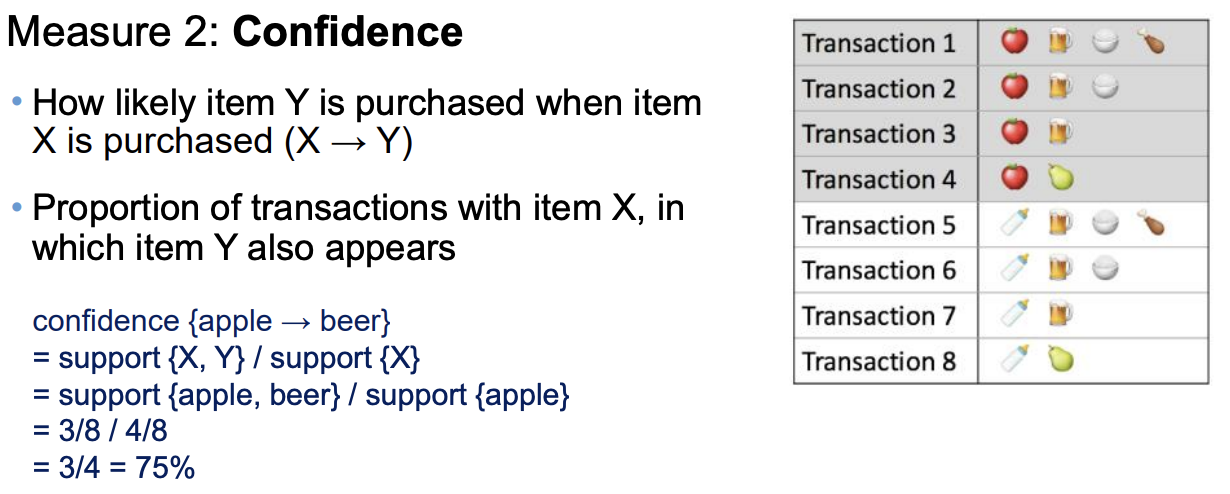 Measure 2: Confidence
• How likely item Y is purchased when item
X is purchased (X → Y)
• Proportion of transactions with item X, in
which item Y also appears
confidence {apple → beer}
= support {X, Y} / support {X}
= support {apple, beer} / support {apple}
= 3/8 / 4/8
= 3/4 = 75%
Transaction 1
Transaction 2
Transaction 3
Transaction 4
Transaction 5
Transaction 6
Transaction 7
Transaction 8